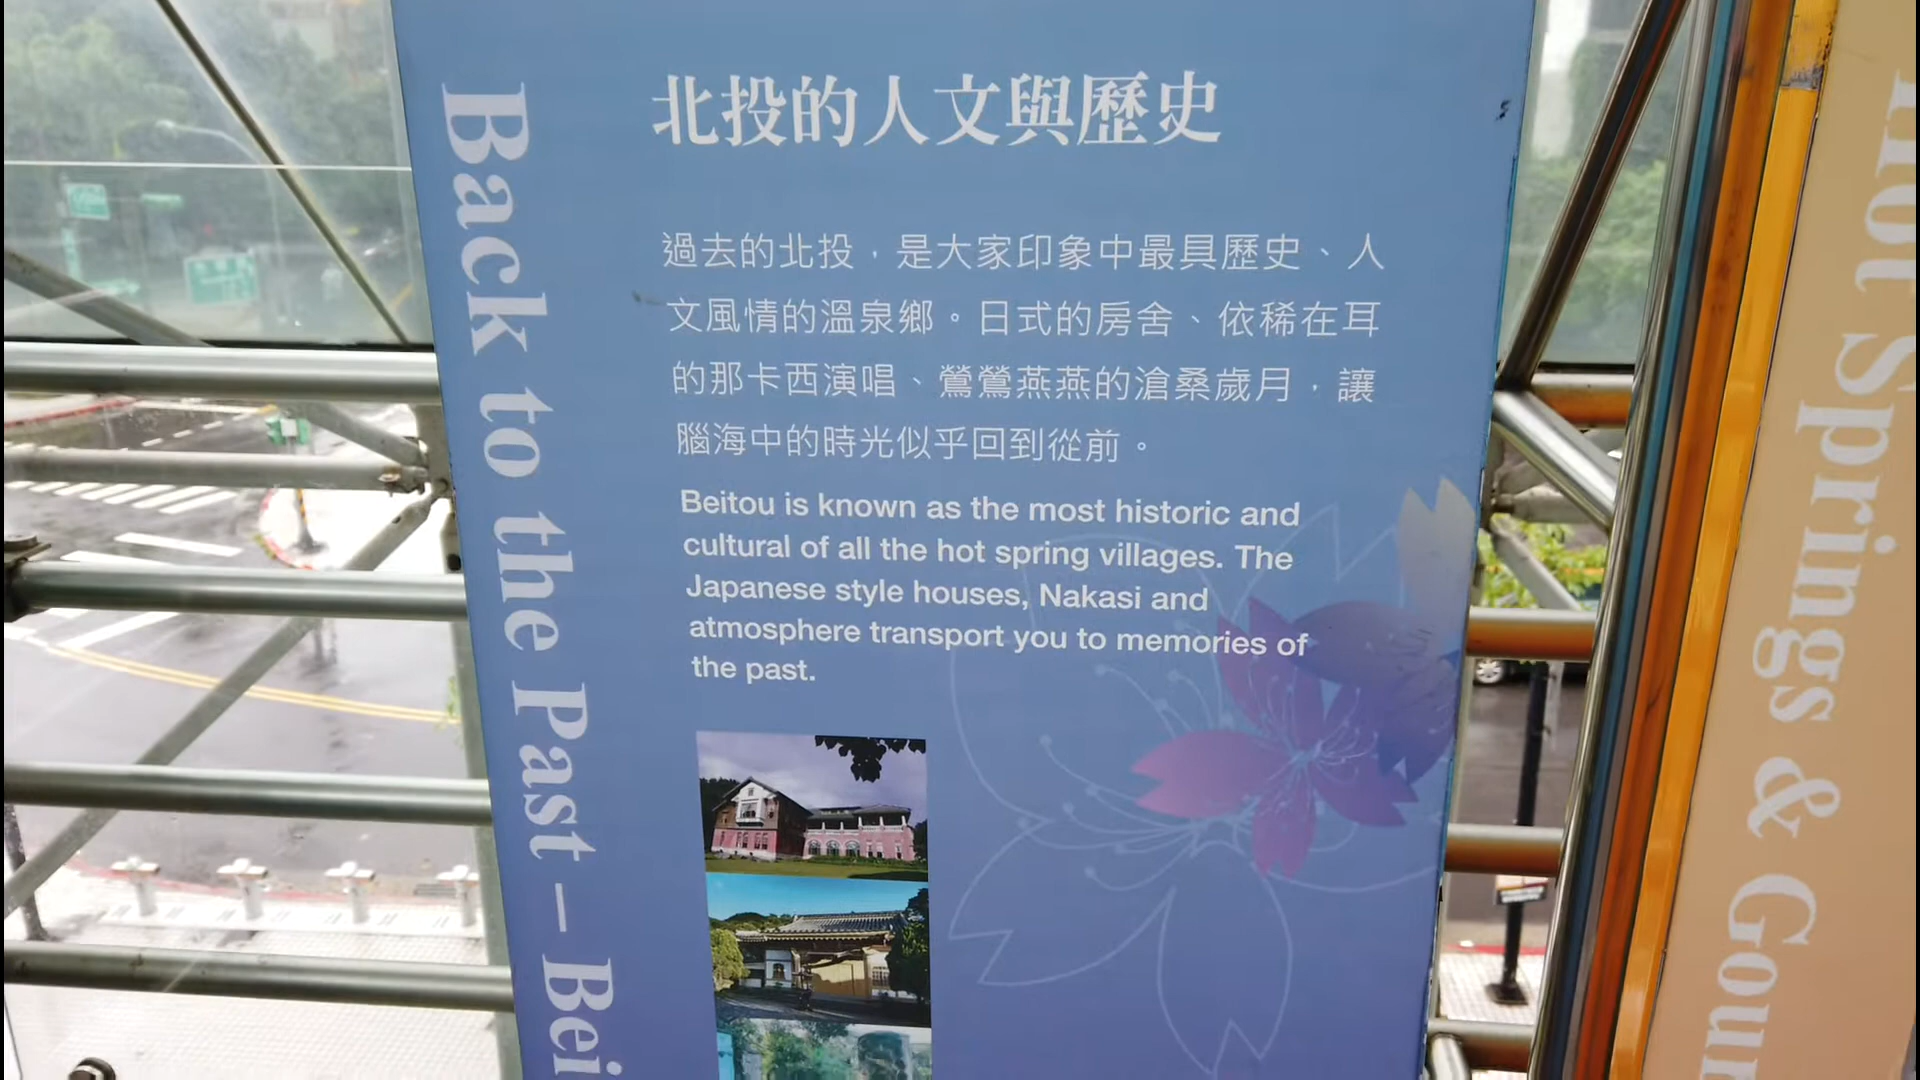 北投的人文與歷史
過去的北投，是大家印象中最具歷史、人
文風情的溫泉鄉。日式的房舍、依稀在耳
的那卡西演唱、鶯鶯燕燕的滄桑歲月，讓
腦海中的時光似乎回到從前。
Beitou is known as the most historic and
cultural of all the hot spring villages. The
Japanese style houses, Nakasi and
atmosphere transport you to memories of
the past.
Back to the Past – Bei
Hot Springs & Gour